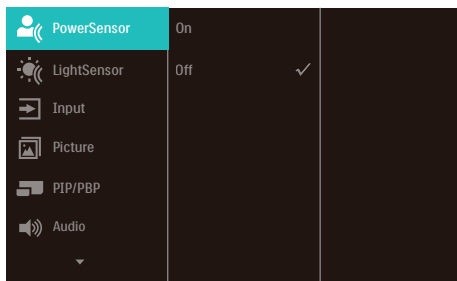 PowerSensor
On
LightSensor
Off
Input
Picture
PIP/PBP
Audio